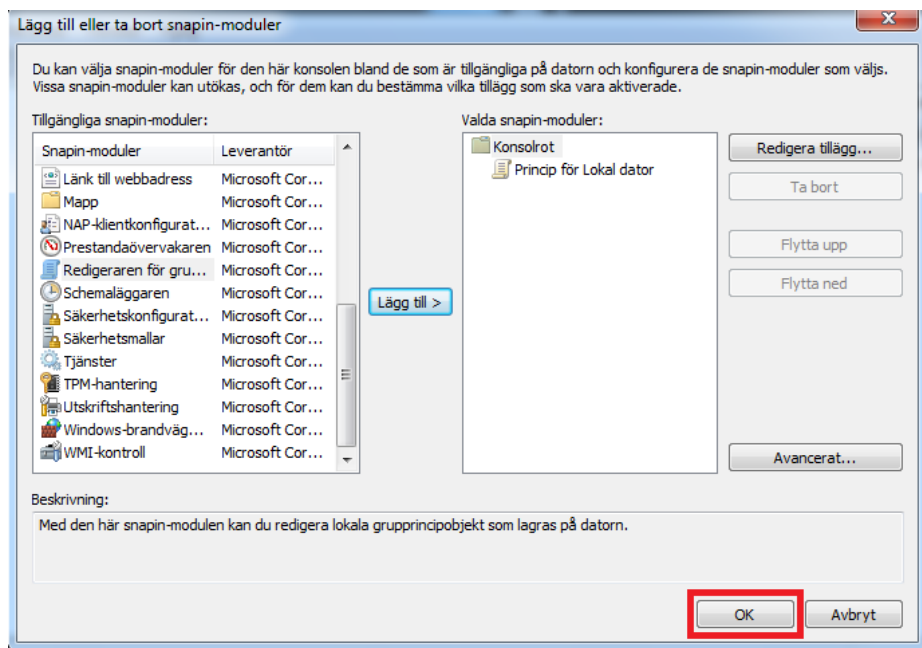 Lägg till eller ta bort snapin-moduler
Du kan välja snapin-moduler för den här konsolen bland de som är tillgängliga på datorn och konfigurera de snapin-moduler som väljs.
Vissa snapin-moduler kan utökas, och för dem kan du bestämma vilka tillägg som ska vara aktiverade.
Tillgängliga snapin-moduler:
Snapin-moduler Leverantör
Länk till webbadress Microsoft Cor...
Mapp Microsoft Cor...
NAP-klientkonfigurat... Microsoft Cor...
Prestandaövervakaren Microsoft Cor...
Redigeraren för gru... Microsoft Cor...
Schemaläggaren Microsoft Cor...
Säkerhetskonfigurat... Microsoft Cor...
Säkerhetsmallar Microsoft Cor...
Tjänster Microsoft Cor...
TPM-hantering Microsoft Cor...
Utskriftshantering Microsoft Cor...
Windows-brandväg... Microsoft Cor...
WMI-kontroll Microsoft Cor...
Lägg till >
Valda snapin-moduler:
Konsolrot
Princip för Lokal dator
Redigera tillägg...
Ta bort
Flytta upp
Flytta ned
Avancerat...
Beskrivning:
Med den här snapin-modulen kan du redigera lokala grupprincipobjekt som lagras på datorn.
OK
Avbryt